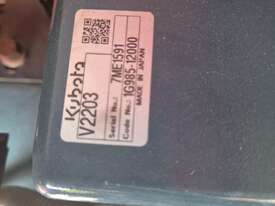 Kubota
V2203
Serial No.: 7ME1591
Code No.: 1G985-12000
MADE IN JAPAN